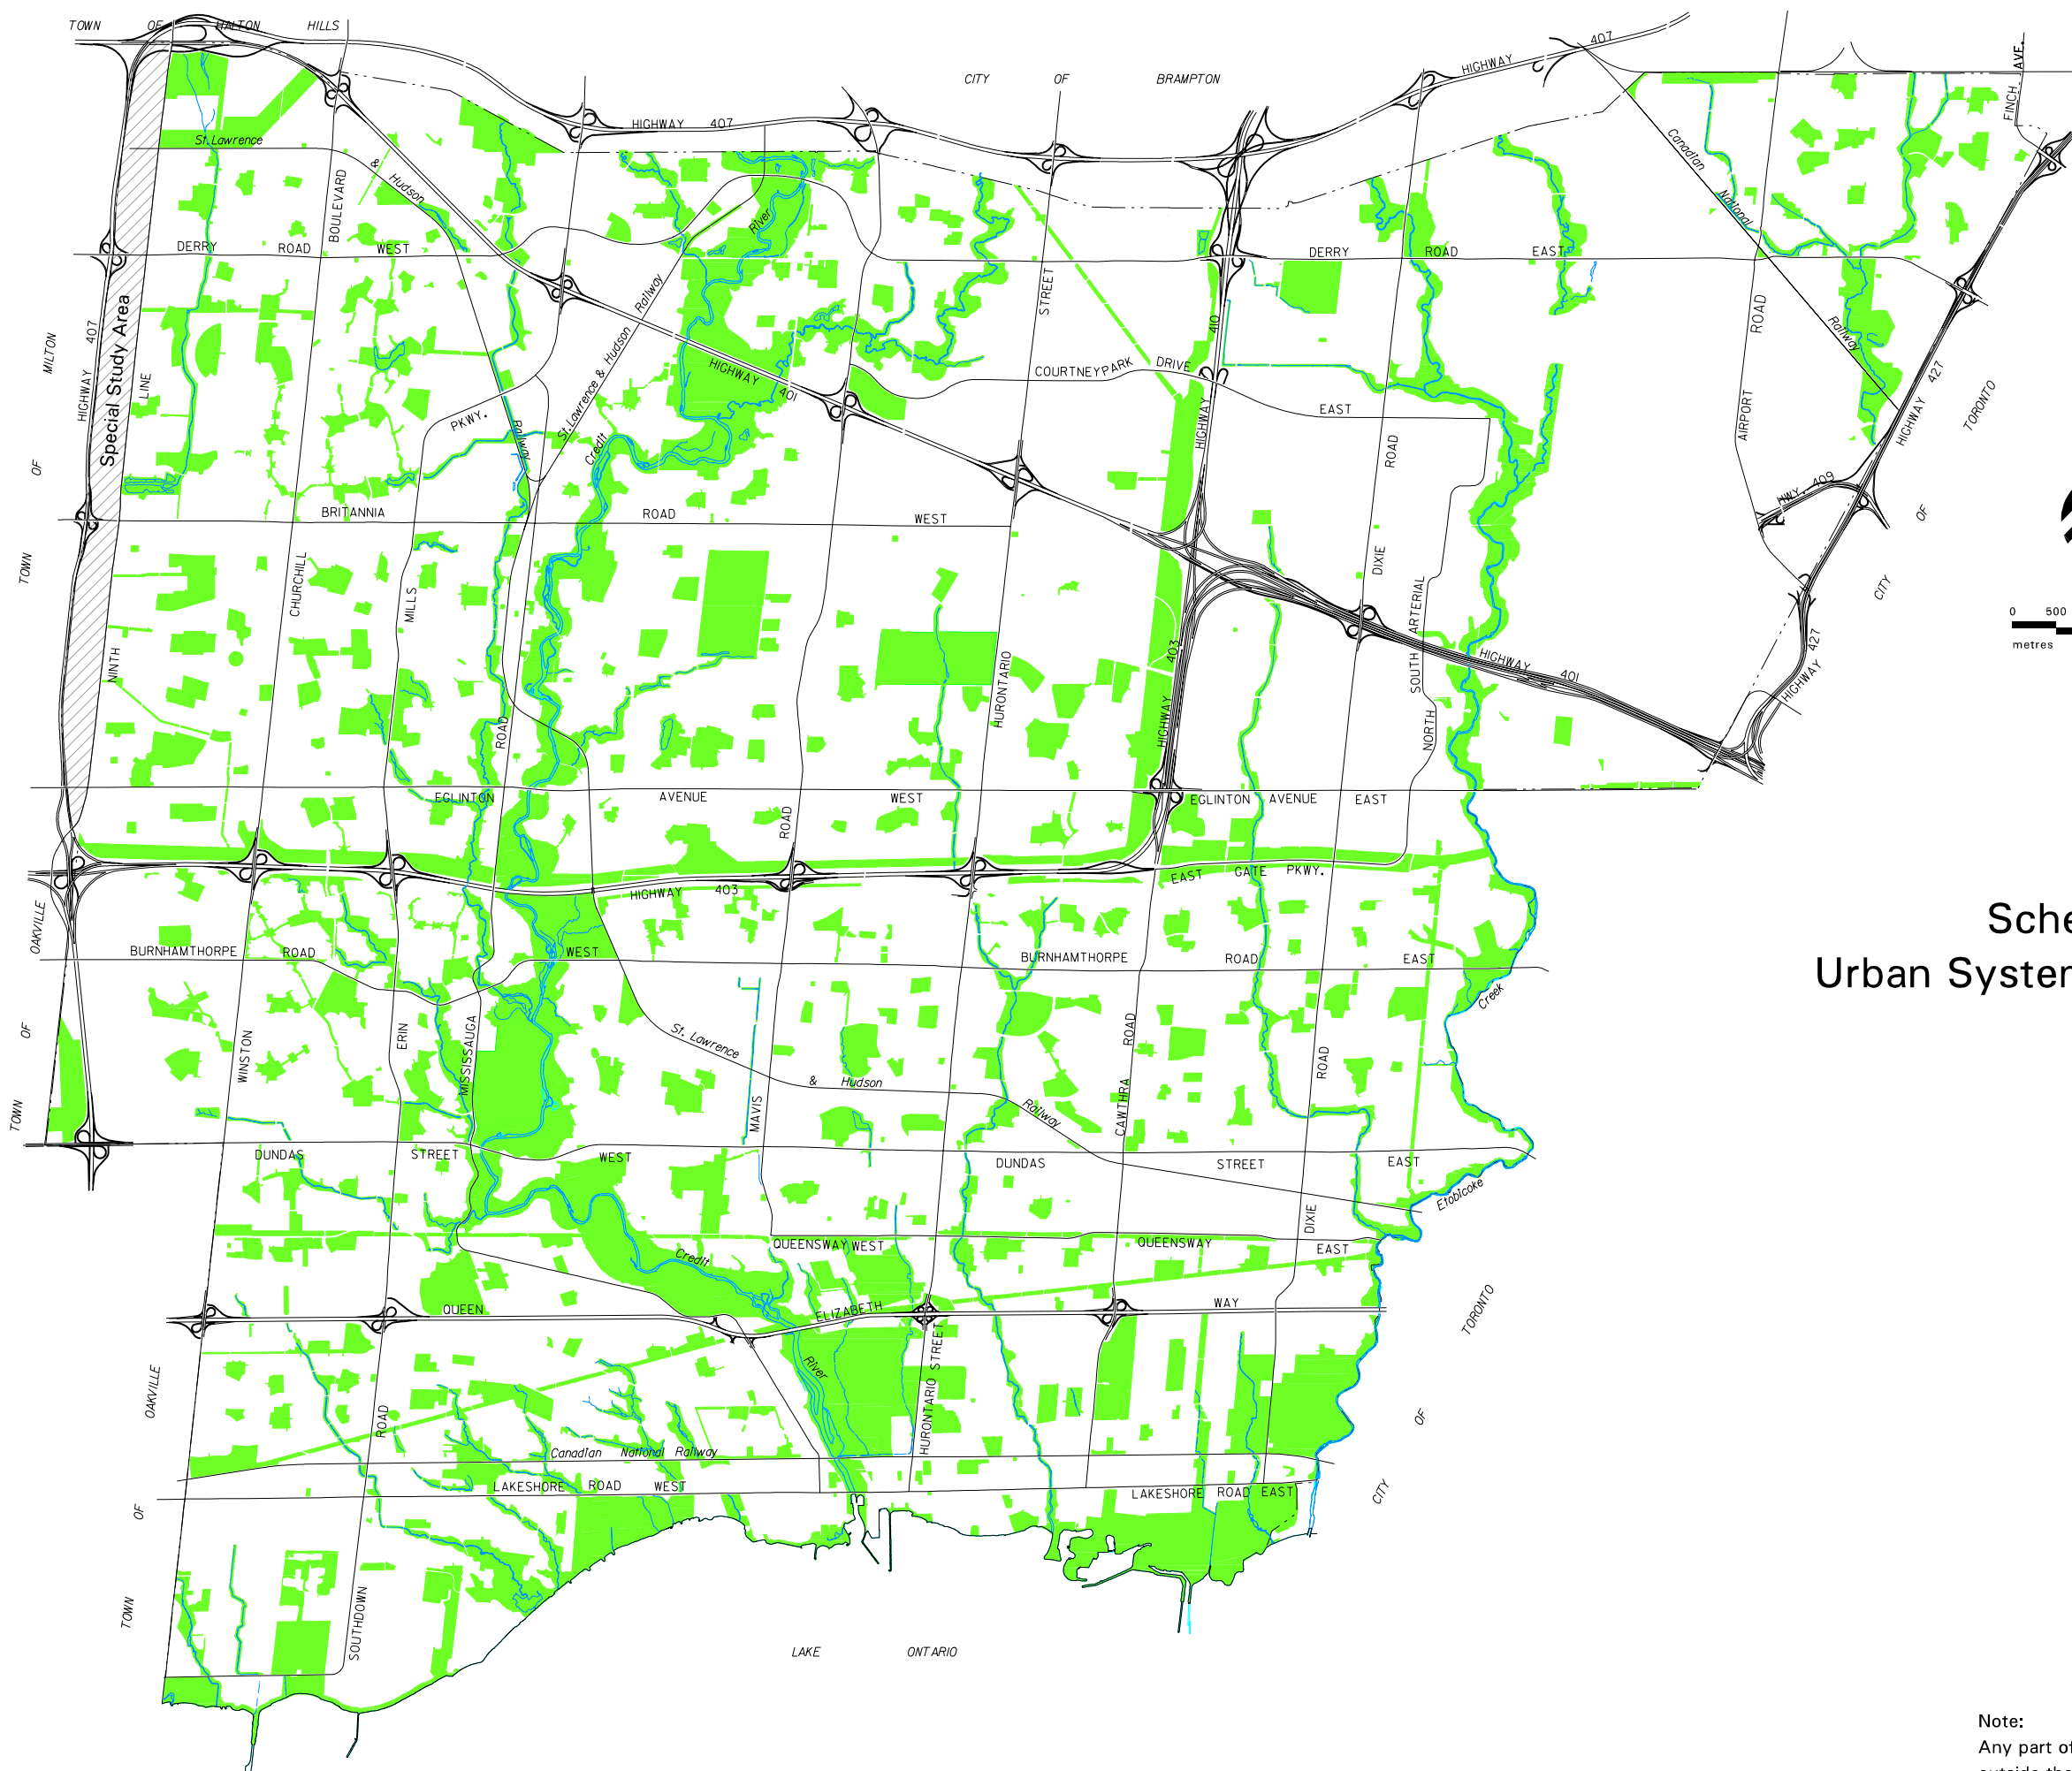 TOWN OF HALTON HILLS
CITY OF BRAMPTON
HIGHWAY 407
HIGHWAY 407
FINCH AVE.
St.Lawrence & Hudson Railway
Canadian National Railway
BOULEVARD
River
DERRY ROAD WEST
DERRY ROAD EAST
STREET
ROAD
410
St.Lawrence & Hudson Railway
MILTON
HIGHWAY 407
Special Study Area
LINE
HIGHWAY 401
COURTNEYPARK DRIVE EAST
HIGHWAY
PKWY.
Credit
ROAD
AIRPORT
HIGHWAY 427
TORONTO
OF
HWY. 409
OF
BRITANNIA ROAD WEST
TOWN
CHURCHILL
MILLS
DIXIE
SOUTH ARTERIAL
CITY
0 500
metres
NINTH
ROAD
HURONTARIO
403
HIGHWAY
NORTH
HIGHWAY 401
HIGHWAY 427
EGLINTON AVENUE WEST
EGLINTON AVENUE EAST
ROAD
HIGHWAY 403
EAST GATE PKWY.
OAKVILLE
Sche
Urban System
BURNHAMTHORPE ROAD WEST
BURNHAMTHORPE ROAD EAST
Creek
OF
WINSTON
ERIN
MISSISSAUGA
St. Lawrence & Hudson Railway
ROAD
ROAD
TOWN
MAVIS
CAWTHRA
DUNDAS STREET WEST
DUNDAS STREET EAST
Etobicoke
DIXIE
QUEENSWAY WEST
QUEENSWAY EAST
Credit
QUEEN ELIZABETH WAY
TORONTO
River
OAKVILLE
ROAD
HURONTARIO STREET
OF
Canadian National Railway
LAKESHORE ROAD WEST
LAKESHORE ROAD EAST
CITY
OF
TOWN
SOUTHDOWN
LAKE ONTARIO
Note:
Any part of